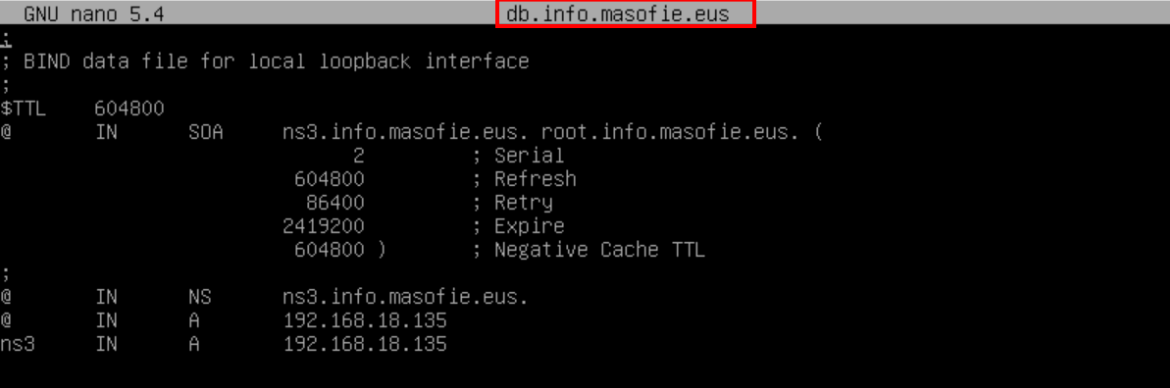 GNU nano 5.4 db.info.masofie.eus
;
; BIND data file for local loopback interface
;
$TTL 604800
@ IN SOA ns3.info.masofie.eus. root.info.masofie.eus. (
2 ; Serial
604800 ; Refresh
86400 ; Retry
2419200 ; Expire
604800 ) ; Negative Cache TTL
;
@ IN NS ns3.info.masofie.eus.
@ IN A 192.168.18.135
ns3 IN A 192.168.18.135